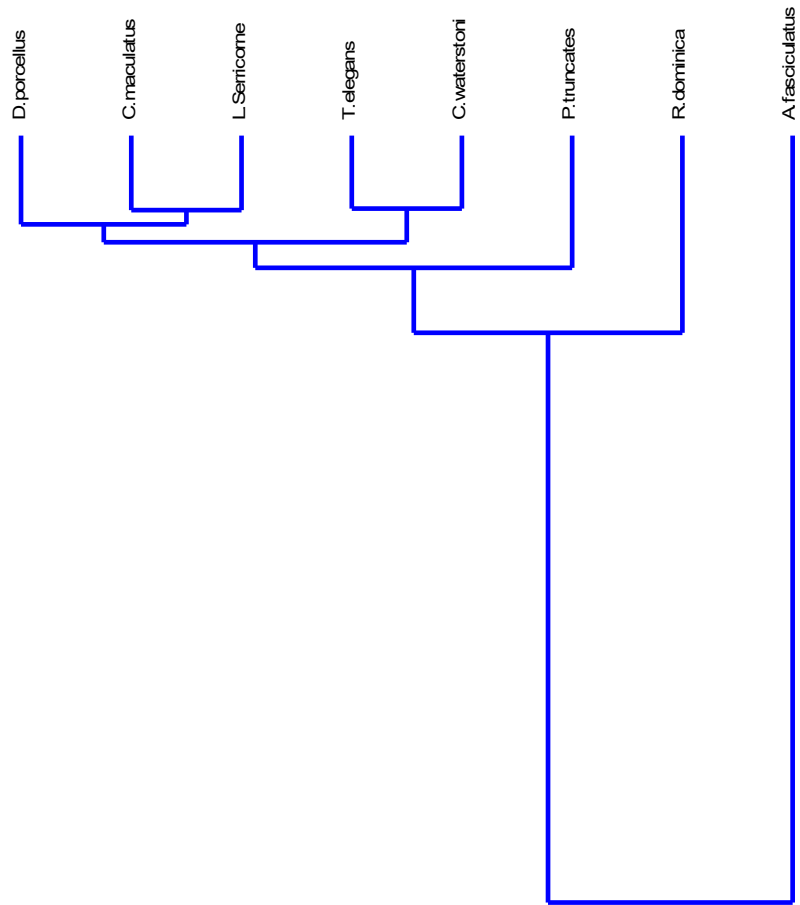 D.porcellus
C.maculatus
L.Serricorne
T.elegans
C.waterstoni
P.truncates
R.dominica
A.fasciculatus